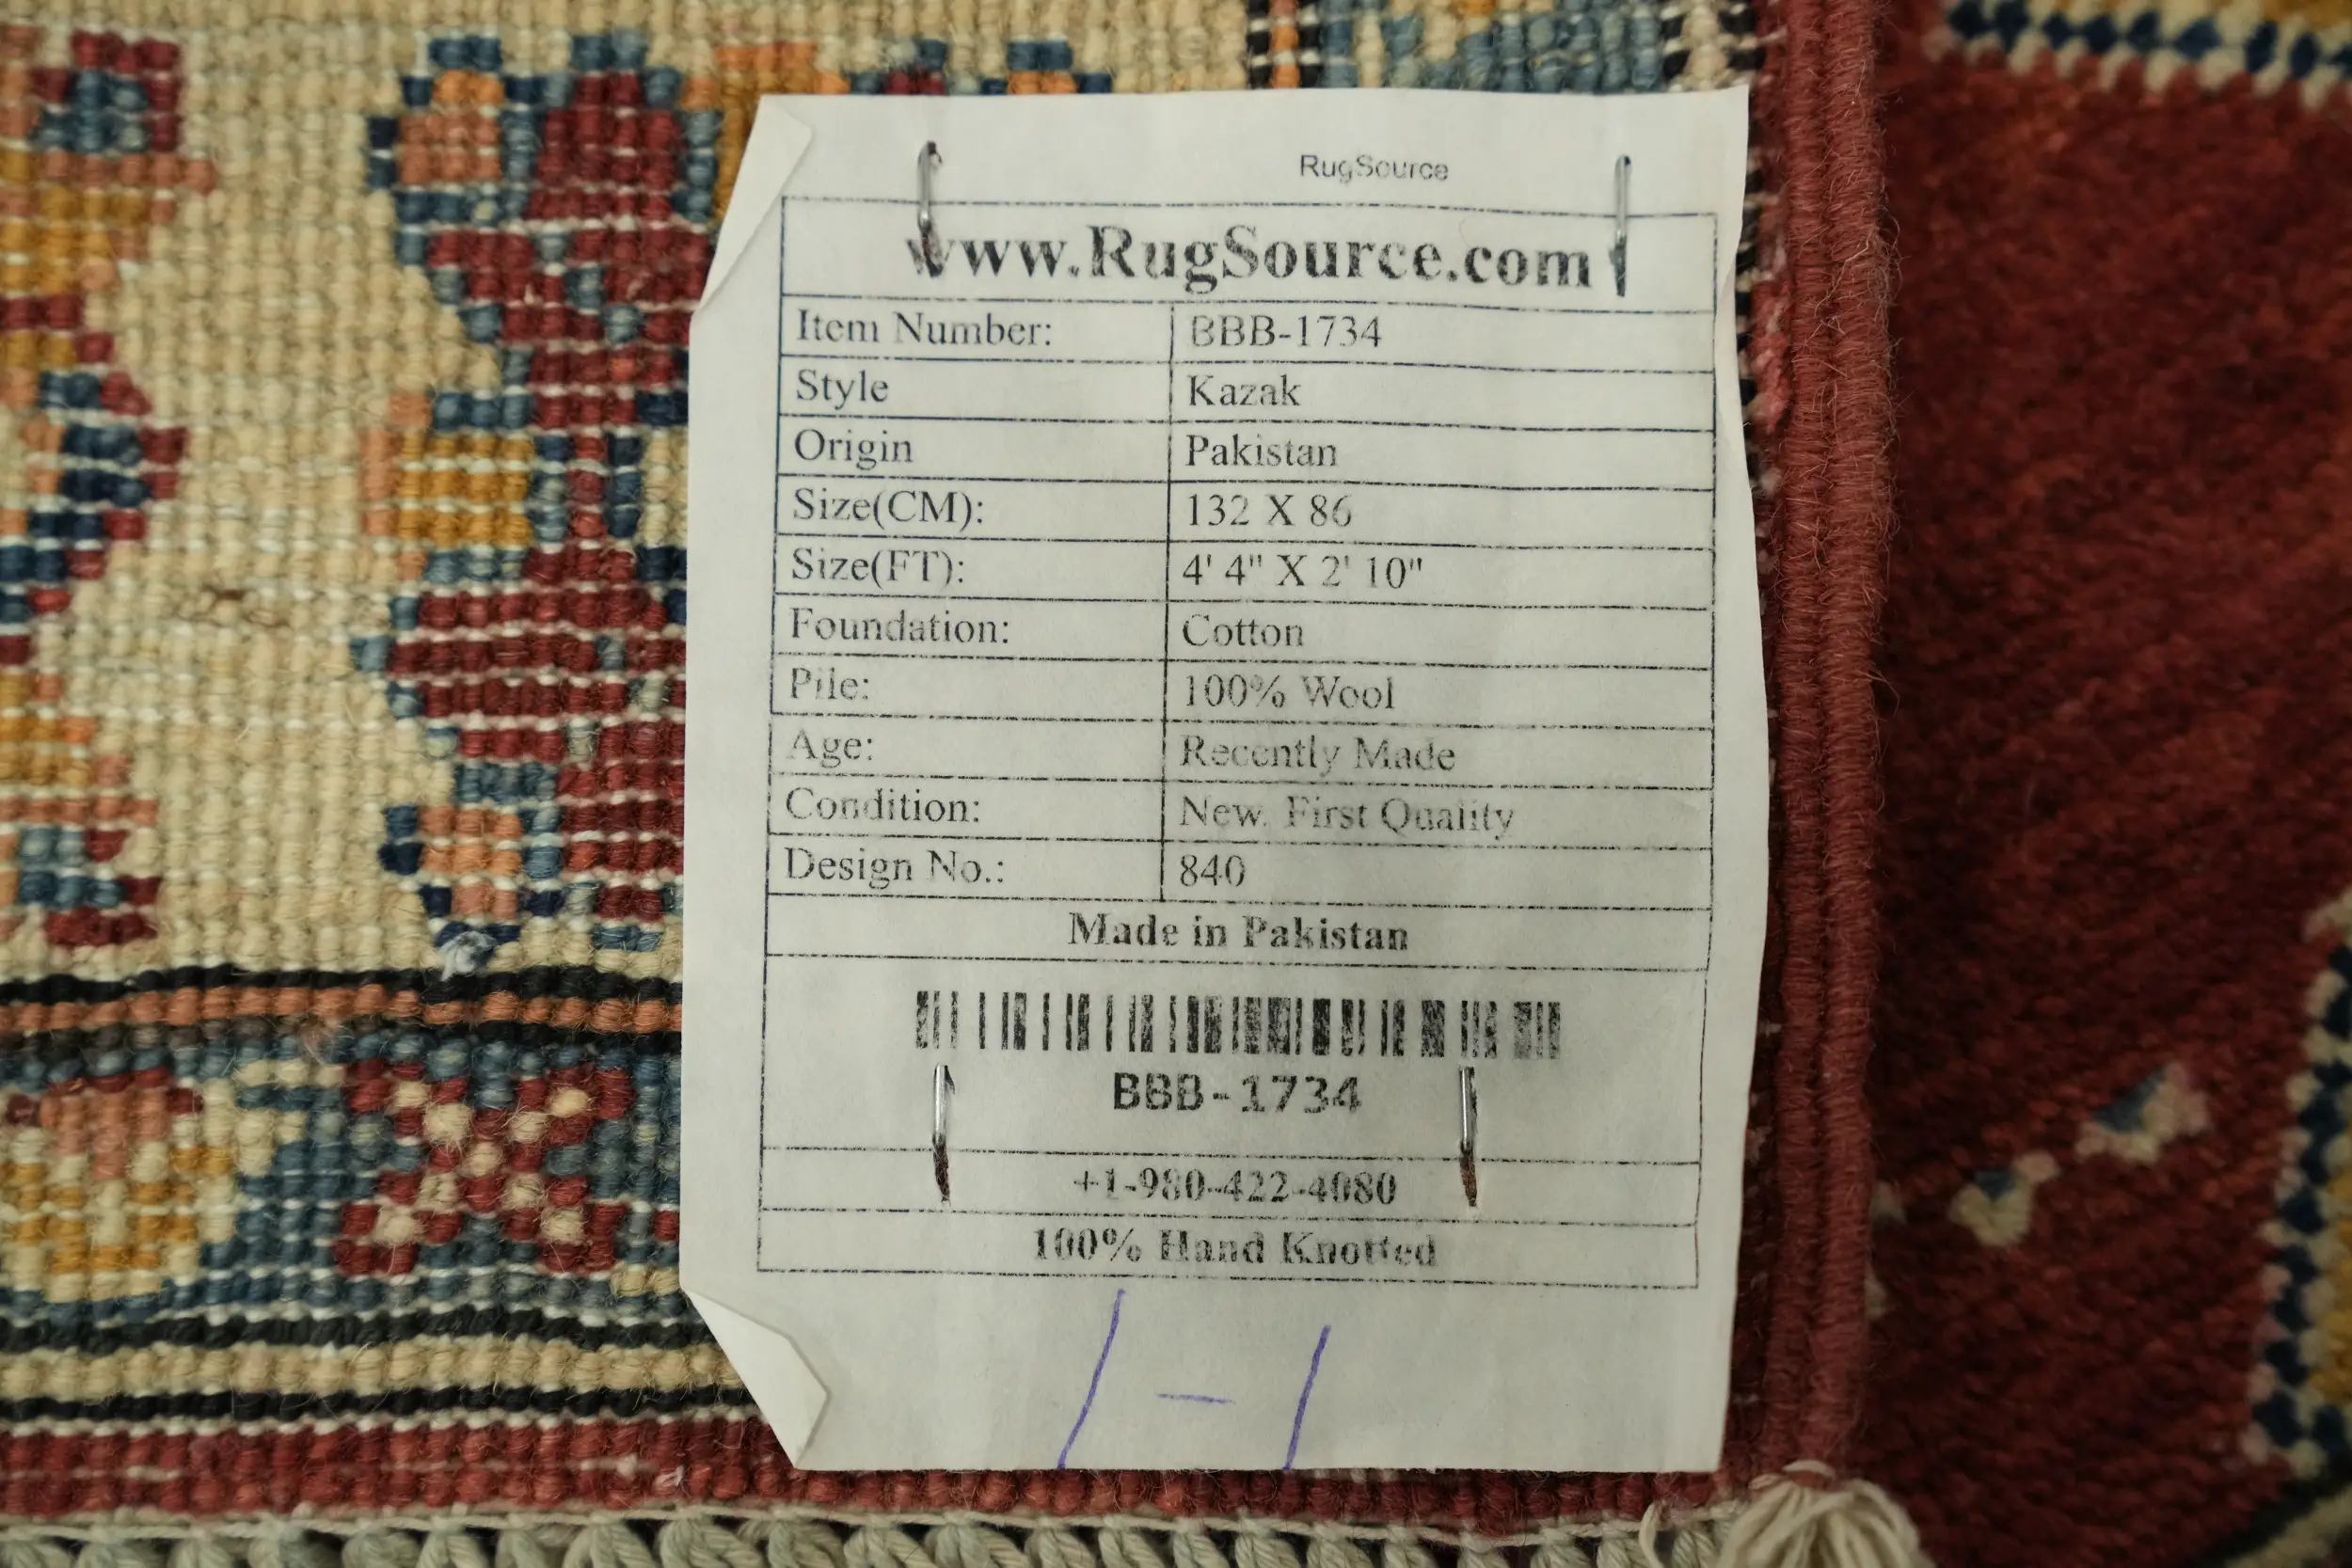 RugSource
www.RugSource.com
Item Number: BBB-1734
Style Kazak
Origin Pakistan
Size(CM): 132 X 86
Size(FT): 4' 4" X 2' 10"
Foundation: Cotton
Pile: 100% Wool
Age: Recently Made
Condition: New. First Quality
Design No.: 840
Made in Pakistan
BBB-1734
+1-980-422-4080
100% Hand Knotted
1-1